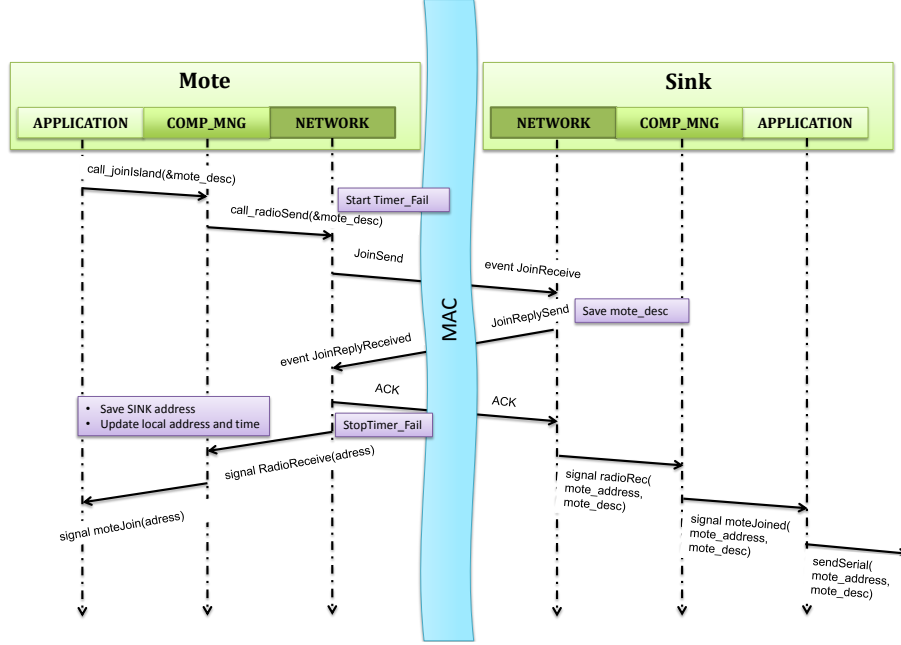 Mote
Sink
APPLICATION
COMP_MNG
NETWORK
NETWORK
COMP_MNG
APPLICATION
call_joinIsland(&mote_desc)
Start Timer_Fail
call_radioSend(&mote_desc)
JoinSend
event JoinReceive
MAC
Save mote_desc
JoinReplySend
event JoinReplyReceived
ACK
ACK
• Save SINK address
• Update local address and time
StopTimer_Fail
signal RadioReceive(adress)
signal radioRec(
mote_address,
mote_desc)
signal moteJoin(adress)
signal moteJoined(
mote_address,
mote_desc)
sendSerial(
mote_address,
mote_desc)